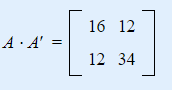 A · A′ = [ 16 12
12 34 ]